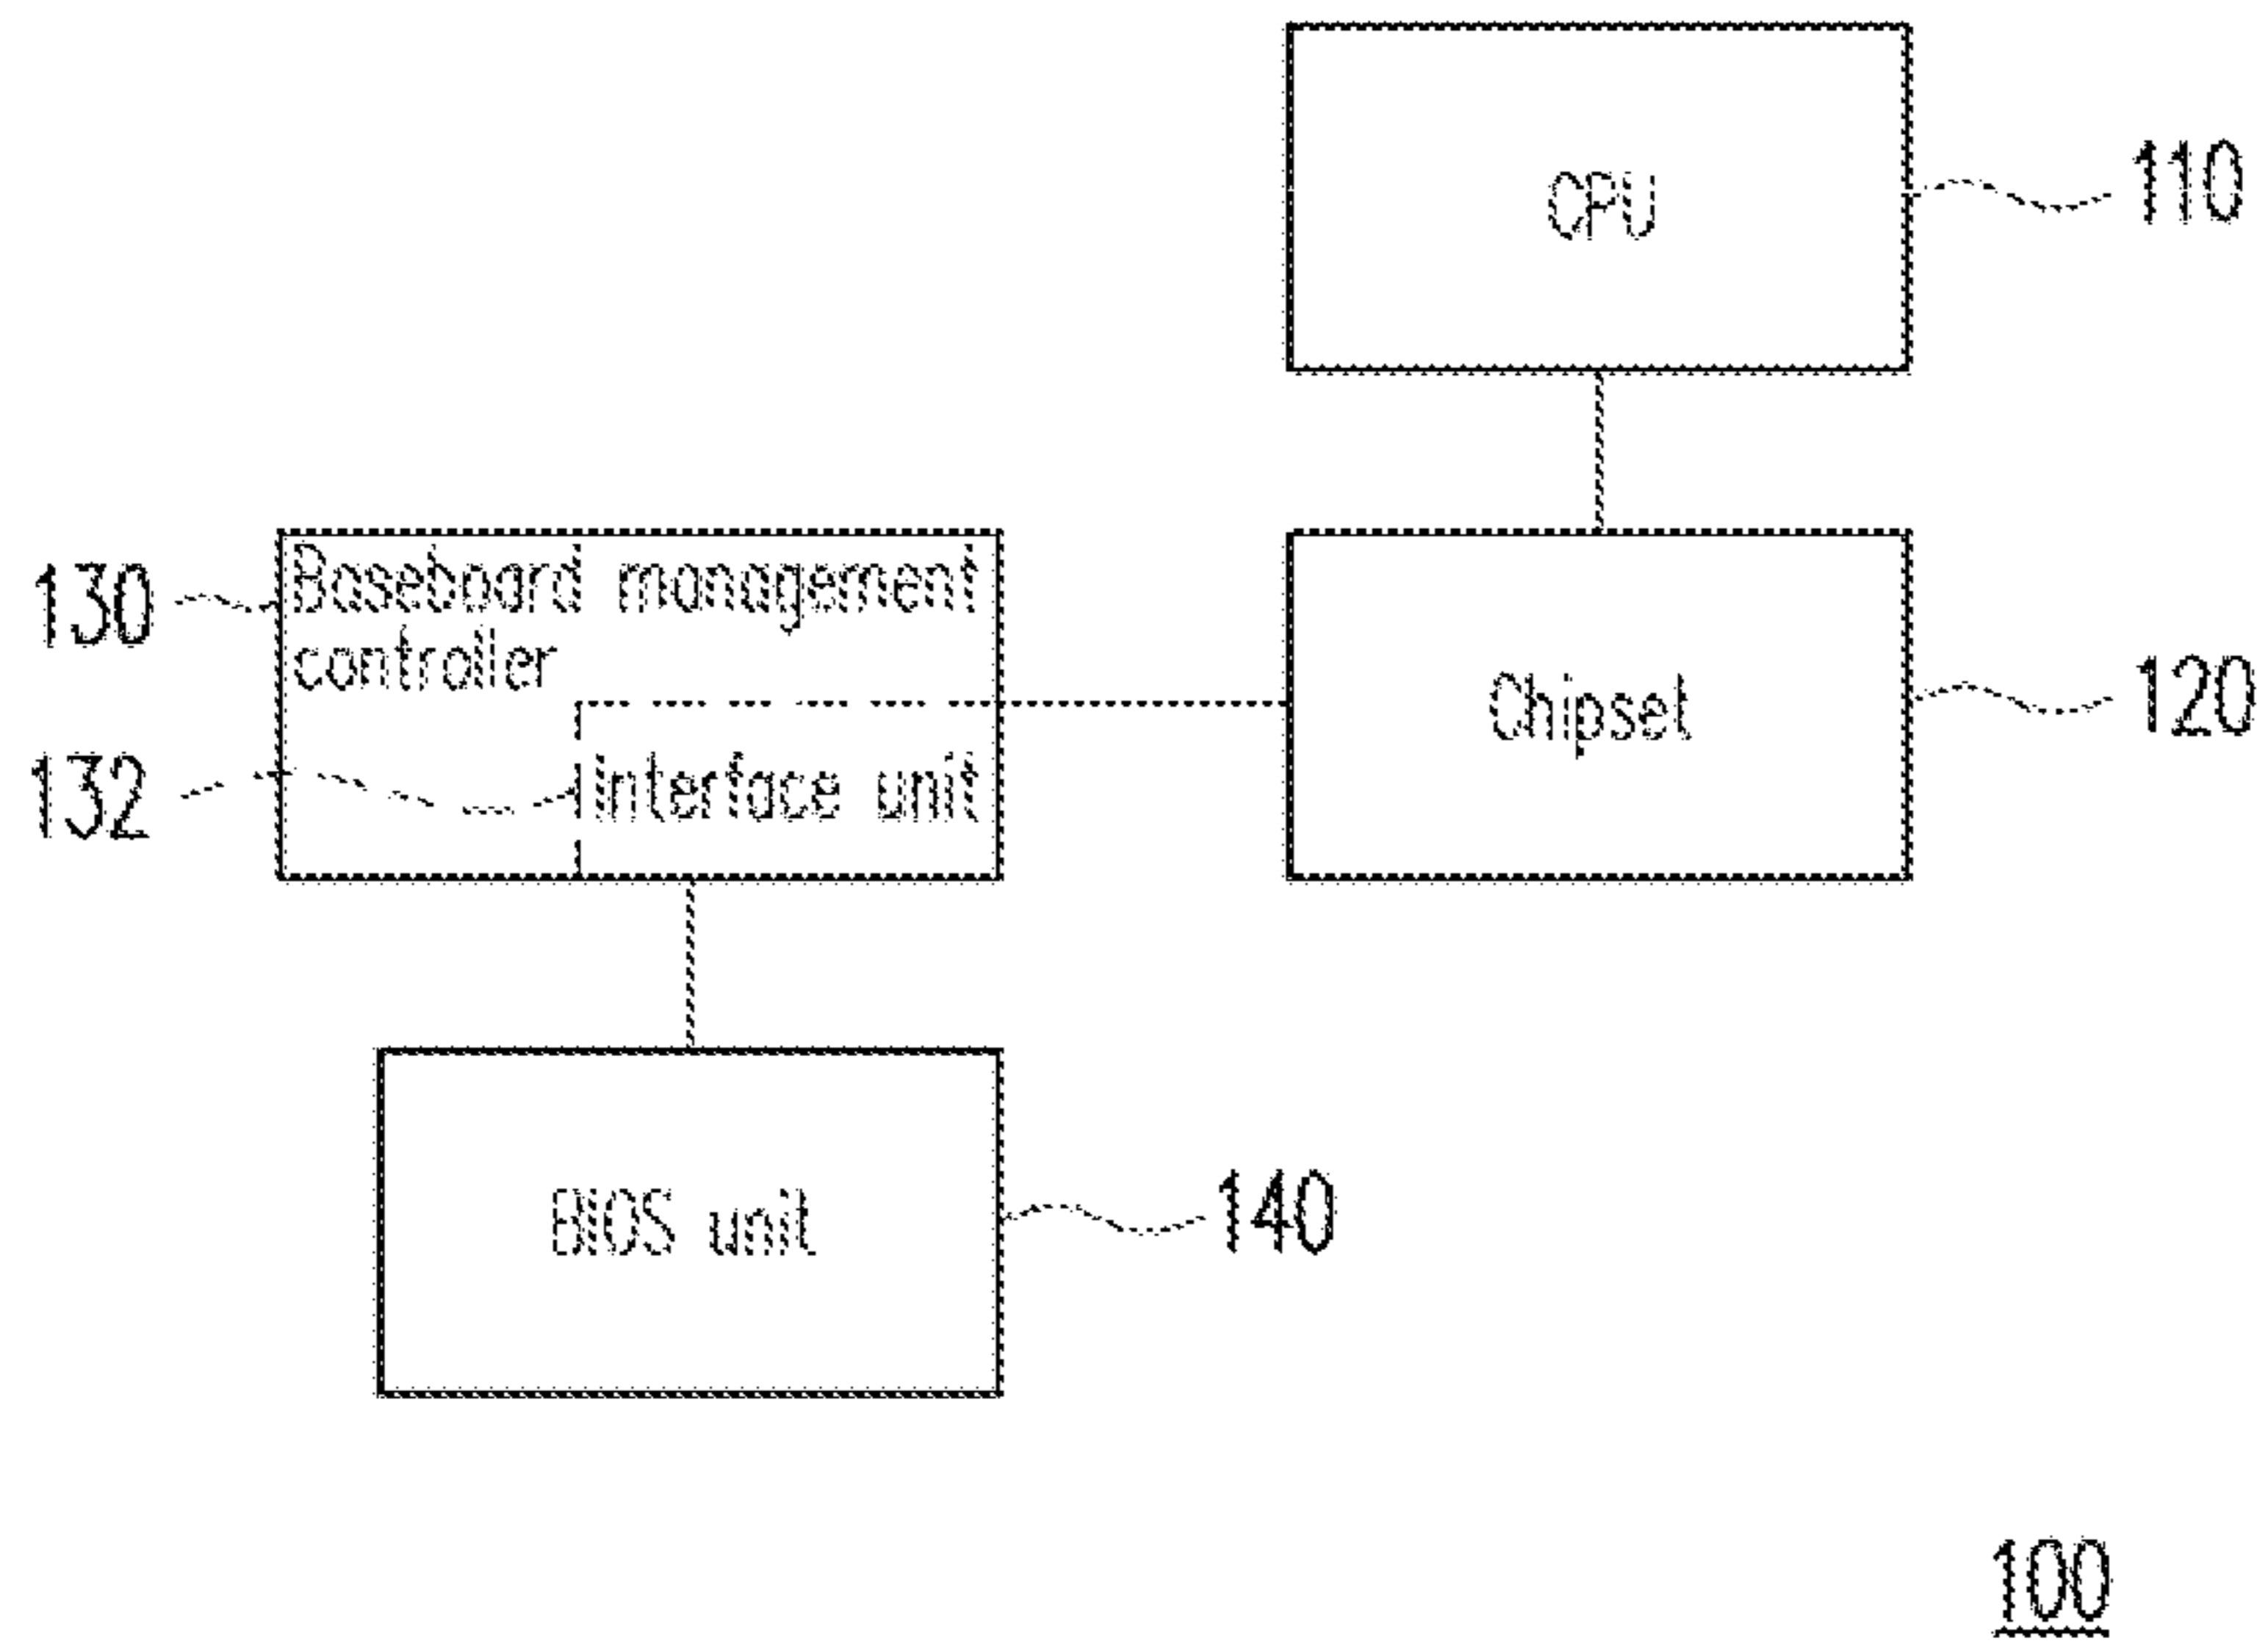 CPU
110
130
Baseboard management
controller
Chipset
120
132
Interface unit
BIOS unit
140
100